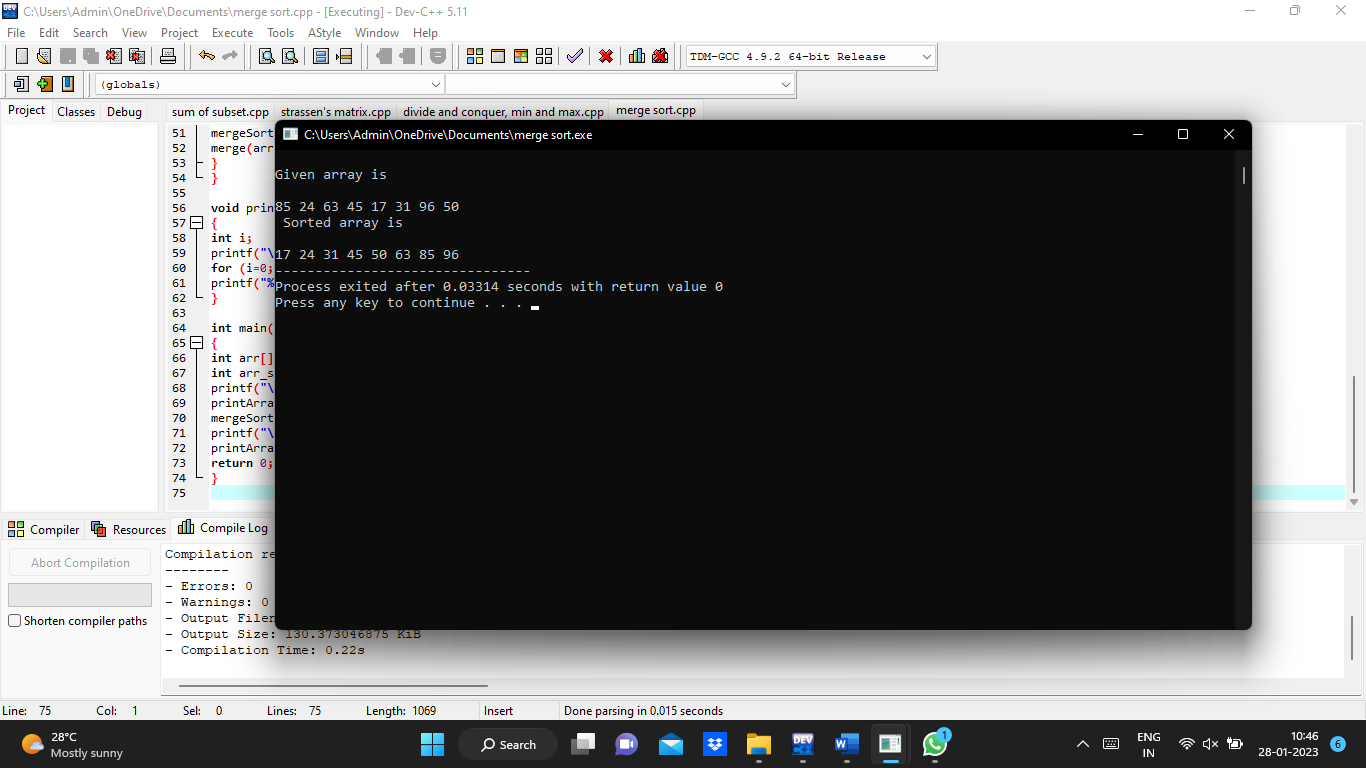 C:\Users\Admin\OneDrive\Documents\merge sort.cpp - [Executing] - Dev-C++ 5.11
File Edit Search View Project Execute Tools AStyle Window Help
TDM-GCC 4.9.2 64-bit Release
(globals)
Project Classes Debug
sum of subset.cpp strassen's matrix.cpp divide and conquer, min and max.cpp merge sort.cpp
C:\Users\Admin\OneDrive\Documents\merge sort.exe
51 mergeSort
52 merge(arr
53 }
54 }
55
56 void prin
57 {
58 int i;
59 printf("\
60 for (i=0;
61 printf("%
62 }
63
64 int main(
65 {
66 int arr[]
67 int arr_s
68 printf("\
69 printArra
70 mergeSort
71 printf("\
72 printArra
73 return 0;
74 }
75
Given array is
85 24 63 45 17 31 96 50
Sorted array is
17 24 31 45 50 63 85 96
--------------------------------
Process exited after 0.03314 seconds with return value 0
Press any key to continue . . .
Compiler Resources Compile Log
Abort Compilation
Shorten compiler paths
Compilation re
--------
- Errors: 0
- Warnings: 0
- Output Filen
- Output Size: 130.373046875 KiB
- Compilation Time: 0.22s
Line: 75 Col: 1 Sel: 0 Lines: 75 Length: 1069 Insert Done parsing in 0.015 seconds
28°C
Mostly sunny
Search
DEV
W
1
ENG
IN
10:46
28-01-2023
6